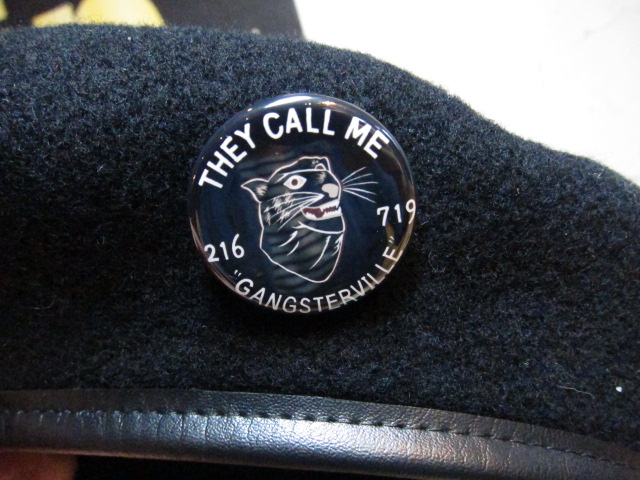 THEY CALL ME
216 719
"GANGSTERVILLE